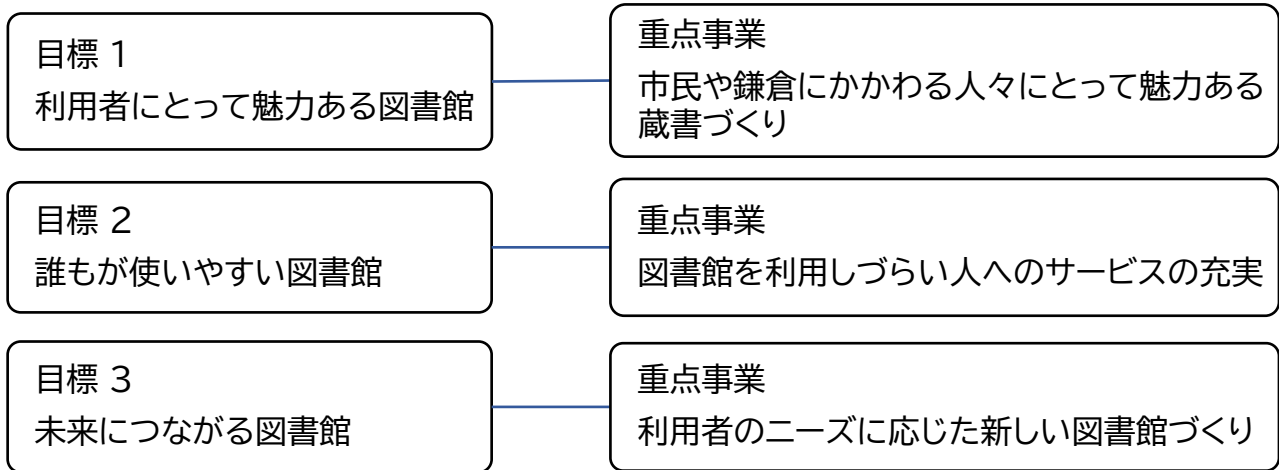 目標 1
利用者にとって魅力ある図書館
重点事業
市民や鎌倉にかかわる人々にとって魅力ある
蔵書づくり
目標 2
誰もが使いやすい図書館
重点事業
図書館を利用しづらい人へのサービスの充実
目標 3
未来につながる図書館
重点事業
利用者のニーズに応じた新しい図書館づくり